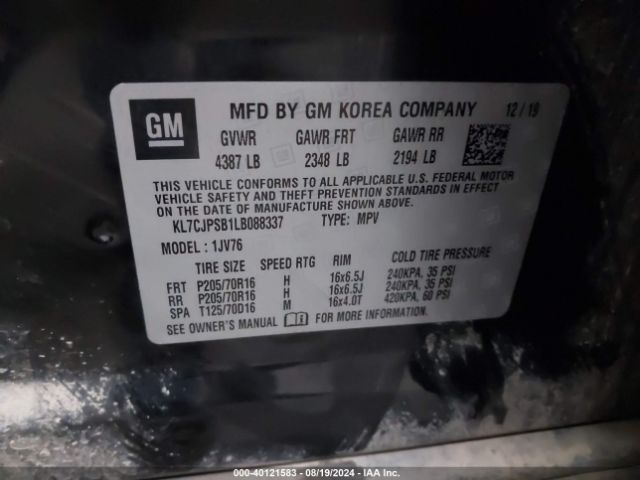 GM
MFD BY GM KOREA COMPANY 12/19
GVWR GAWR FRT GAWR RR
4387 LB 2348 LB 2194 LB
THIS VEHICLE CONFORMS TO ALL APPLICABLE U.S. FEDERAL MOTOR
VEHICLE SAFETY AND THEFT PREVENTION STANDARDS IN EFFECT
ON THE DATE OF MANUFACTURE SHOWN ABOVE.
KL7CJPSB1LB088337 TYPE: MPV
MODEL: 1JV76
TIRE SIZE SPEED RTG RIM COLD TIRE PRESSURE
FRT P205/70R16 H 16x6.5J 240KPA, 35 PSI
RR P205/70R16 H 16x6.5J 240KPA, 35 PSI
SPA T125/70D16 M 16x4.0T 420KPA, 60 PSI
SEE OWNER'S MANUAL FOR MORE INFORMATION.
000-40121583 - 08/19/2024 - IAA Inc.